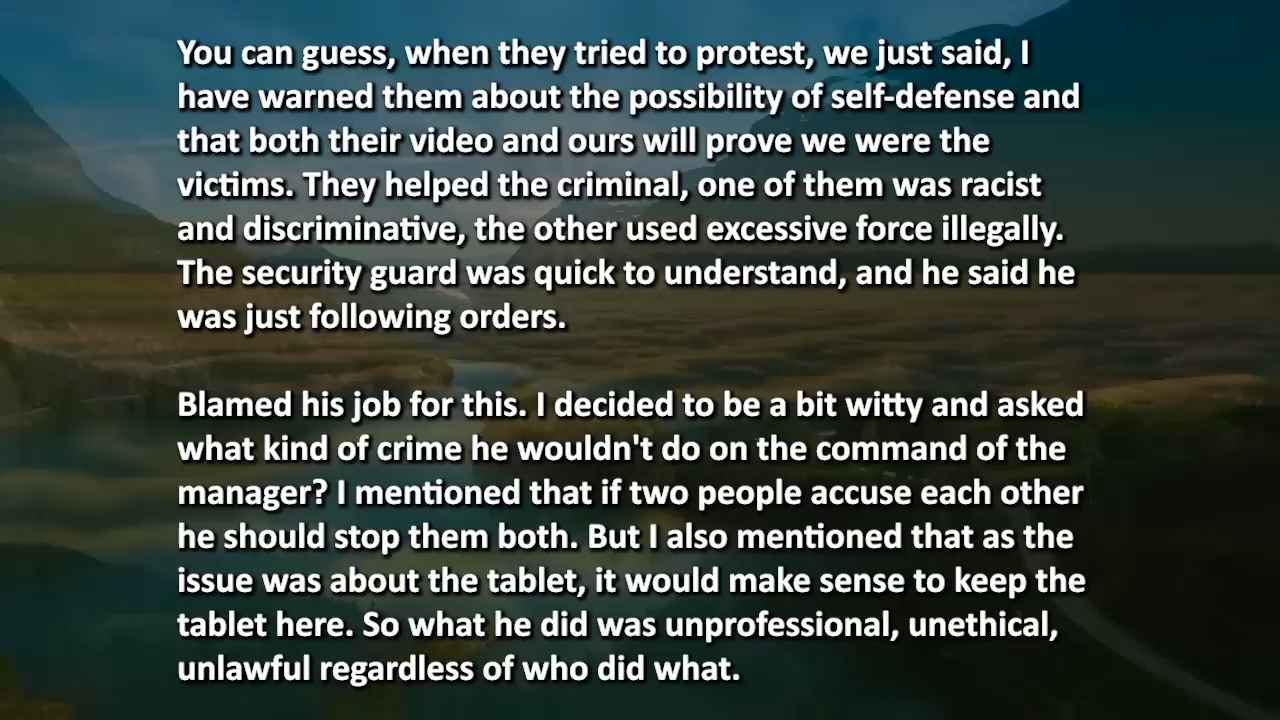 You can guess, when they tried to protest, we just said, I
have warned them about the possibility of self-defense and
that both their video and ours will prove we were the
victims. They helped the criminal, one of them was racist
and discriminative, the other used excessive force illegally.
The security guard was quick to understand, and he said he
was just following orders.
Blamed his job for this. I decided to be a bit witty and asked
what kind of crime he wouldn't do on the command of the
manager? I mentioned that if two people accuse each other
he should stop them both. But I also mentioned that as the
issue was about the tablet, it would make sense to keep the
tablet here. So what he did was unprofessional, unethical,
unlawful regardless of who did what.